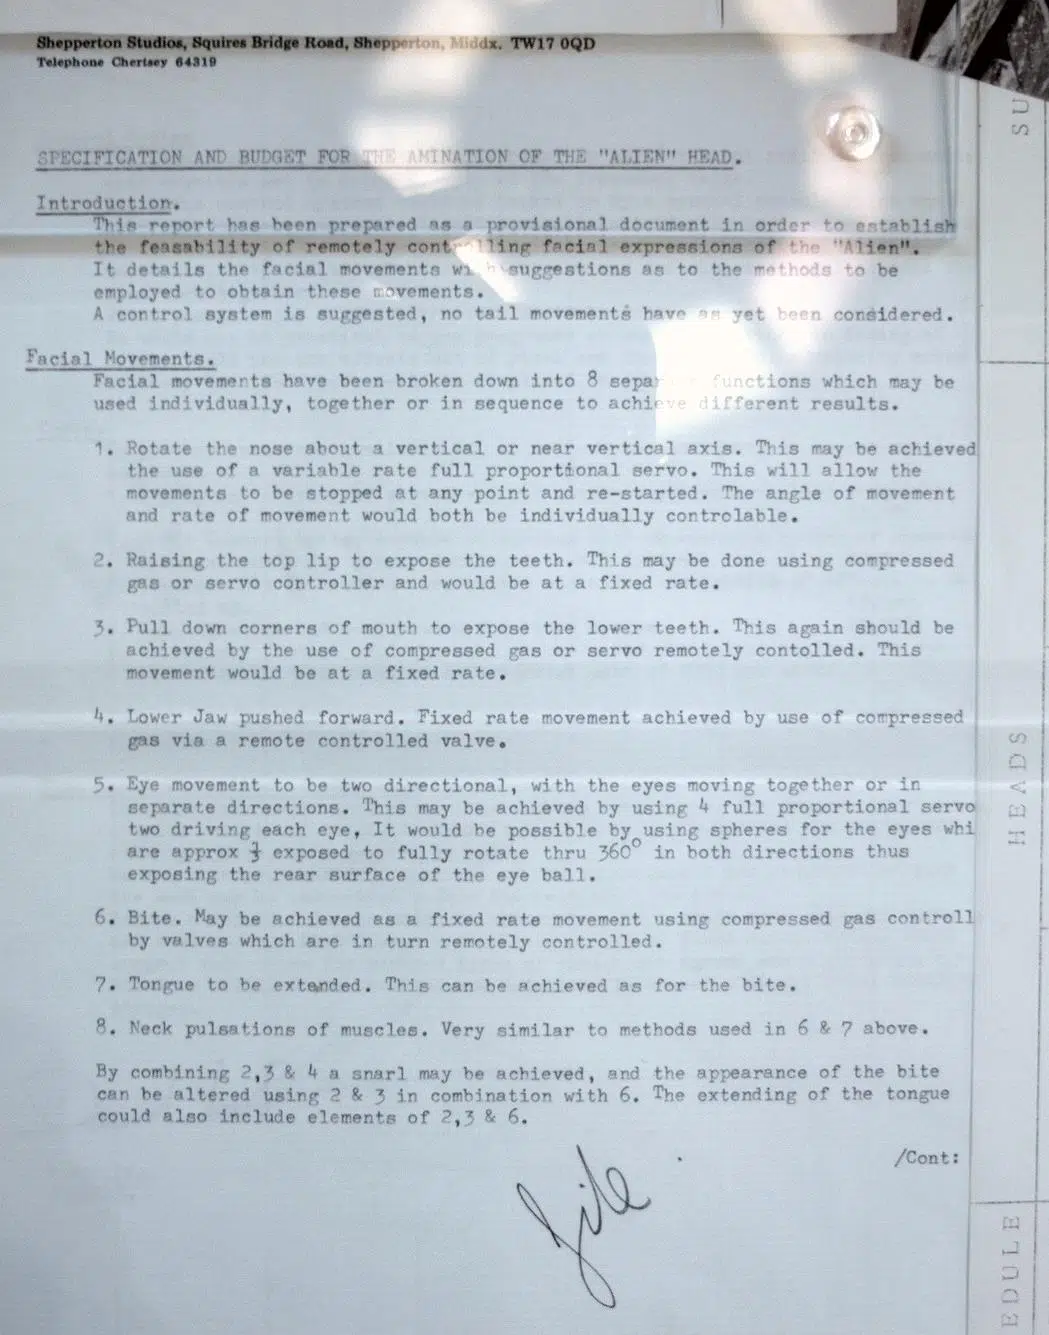 Shepperton Studios, Squires Bridge Road, Shepperton, Middx. TW17 0QD
Telephone Chertsey 64319
SPECIFICATION AND BUDGET FOR THE AMINATION OF THE "ALIEN" HEAD.
Introduction.
This report has been prepared as a provisional document in order to establish
the feasability of remotely controlling facial expressions of the "Alien".
It details the facial movements with suggestions as to the methods to be
employed to obtain these movements.
A control system is suggested, no tail movements have as yet been considered.
Facial Movements.
Facial movements have been broken down into 8 functions which may be
used individually, together or in sequence to achieve different results.
1. Rotate the nose about a vertical or near vertical axis. This may be achieved
the use of a variable rate full proportional servo. This will allow the
movements to be stopped at any point and re-started. The angle of movement
and rate of movement would both be individually controlable.
2. Raising the top lip to expose the teeth. This may be done using compressed
gas or servo controller and would be at a fixed rate.
3. Pull down corners of mouth to expose the lower teeth. This again should be
achieved by the use of compressed gas or servo remotely contolled. This
movement would be at a fixed rate.
4. Lower Jaw pushed forward. Fixed rate movement achieved by use of compressed
gas via a remote controlled valve.
5. Eye movement to be two directional, with the eyes moving together or in
separate directions. This may be achieved by using 4 full proportional servo
two driving each eye, It would be possible by using spheres for the eyes whi
are approx exposed to fully rotate thru 360° in both directions thus
exposing the rear surface of the eye ball.
6. Bite. May be achieved as a fixed rate movement using compressed gas controll
by valves which are in turn remotely controlled.
7. Tongue to be extended. This can be achieved as for the bite.
8. Neck pulsations of muscles. Very similar to methods used in 6 & 7 above.
By combining 2,3 & 4 a snarl may be achieved, and the appearance of the bite
can be altered using 2 & 3 in combination with 6. The extending of the tongue
could also include elements of 2,3 & 6.
/Cont:
file
SU
HEADS
EDULE